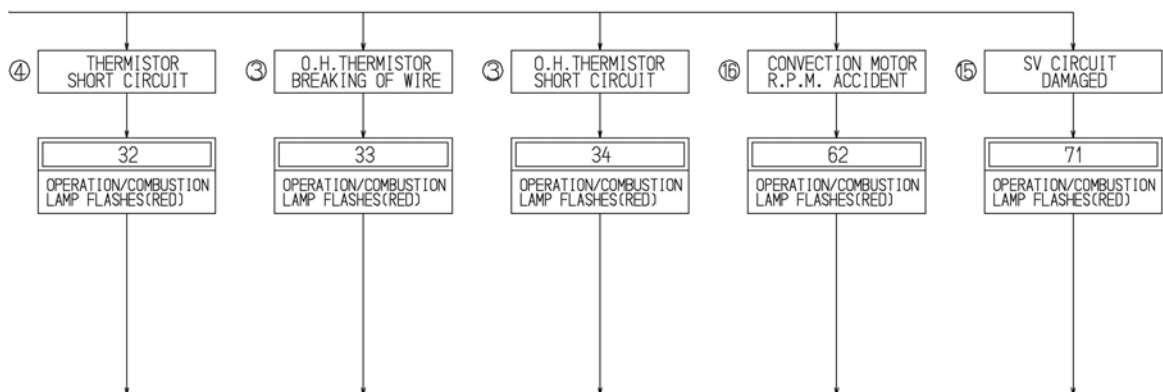 ④
THERMISTOR
SHORT CIRCUIT
③
O.H.THERMISTOR
BREAKING OF WIRE
③
O.H.THERMISTOR
SHORT CIRCUIT
⑯
CONVECTION MOTOR
R.P.M. ACCIDENT
⑮
SV CIRCUIT
DAMAGED
32
OPERATION/COMBUSTION
LAMP FLASHES(RED)
33
OPERATION/COMBUSTION
LAMP FLASHES(RED)
34
OPERATION/COMBUSTION
LAMP FLASHES(RED)
62
OPERATION/COMBUSTION
LAMP FLASHES(RED)
71
OPERATION/COMBUSTION
LAMP FLASHES(RED)